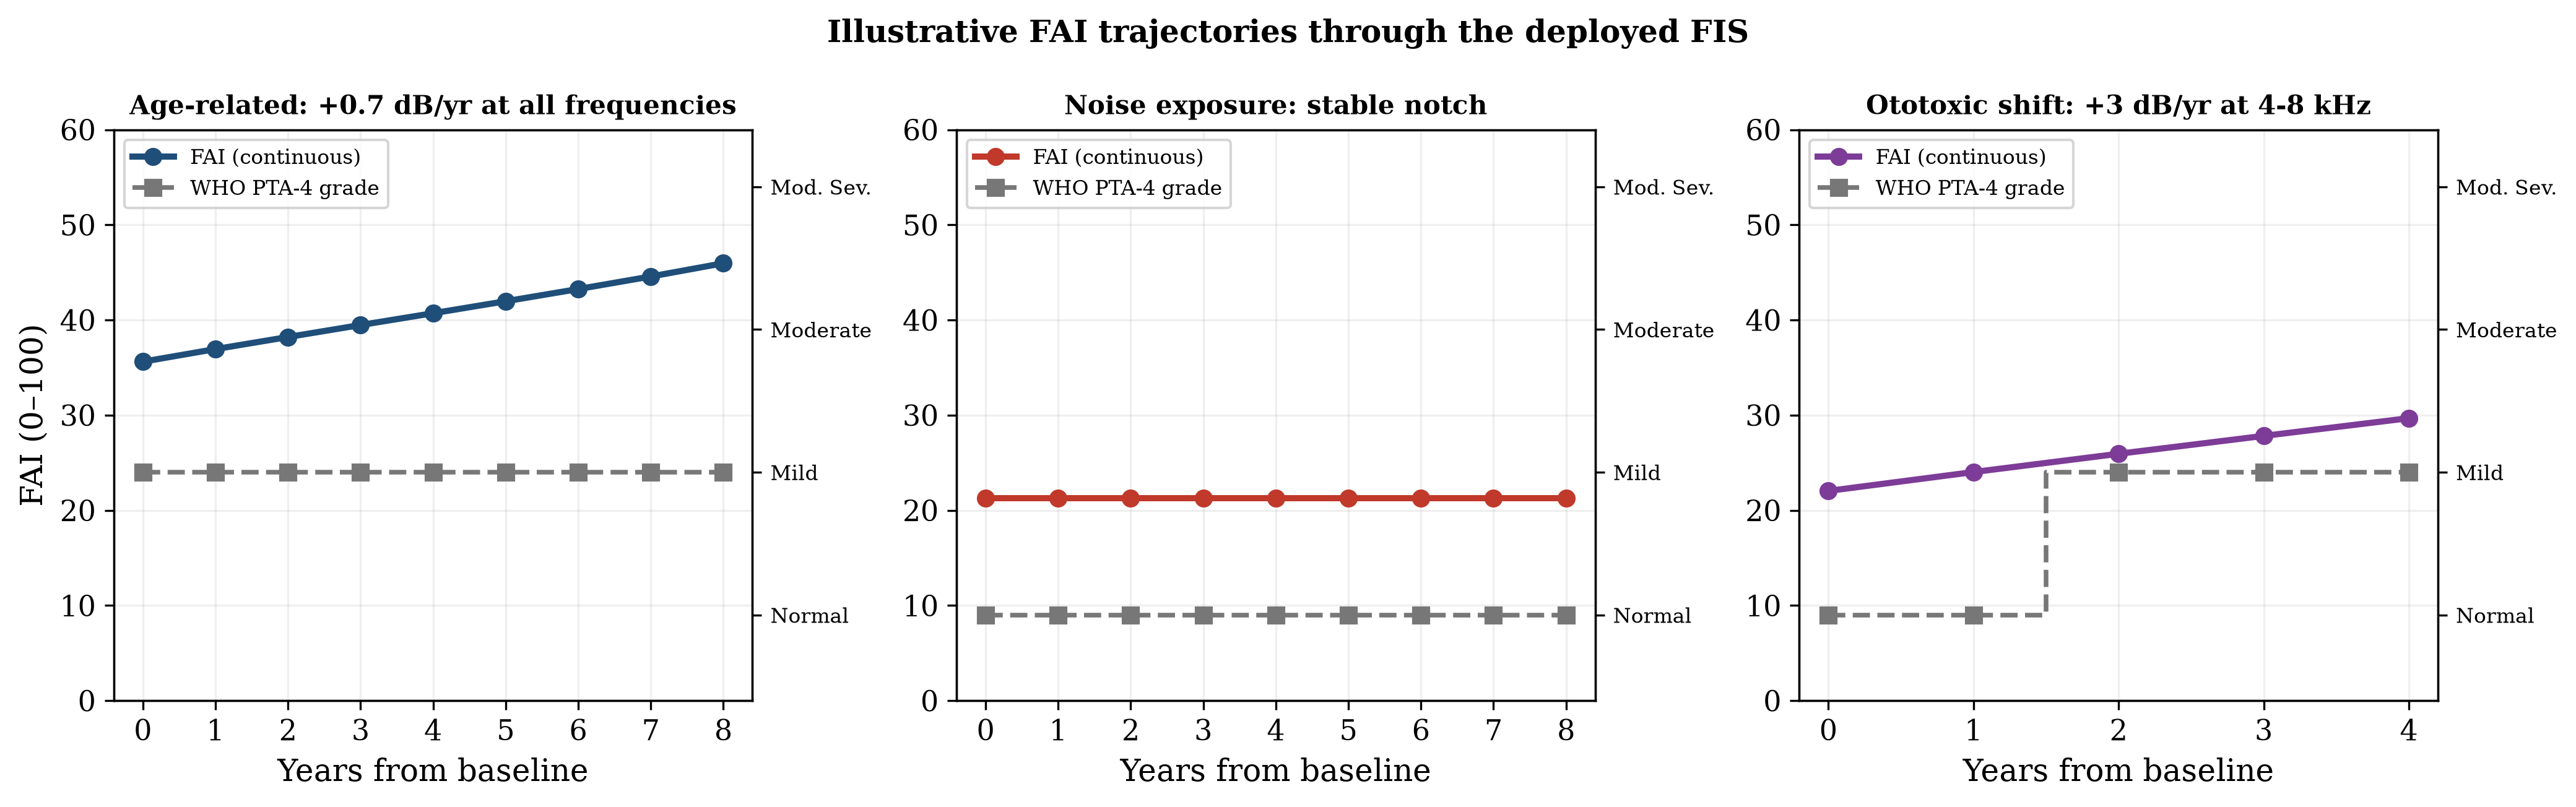 Illustrative FAI trajectories through the deployed FIS
Age-related: +0.7 dB/yr at all frequencies
FAI (continuous)
WHO PTA-4 grade
60
50
40
30
20
10
0
FAI (0–100)
Mod. Sev.
Moderate
Mild
Normal
0 1 2 3 4 5 6 7 8
Years from baseline
Noise exposure: stable notch
FAI (continuous)
WHO PTA-4 grade
60
50
40
30
20
10
0
Mod. Sev.
Moderate
Mild
Normal
0 1 2 3 4 5 6 7 8
Years from baseline
Ototoxic shift: +3 dB/yr at 4-8 kHz
FAI (continuous)
WHO PTA-4 grade
60
50
40
30
20
10
0
Mod. Sev.
Moderate
Mild
Normal
0 1 2 3 4
Years from baseline